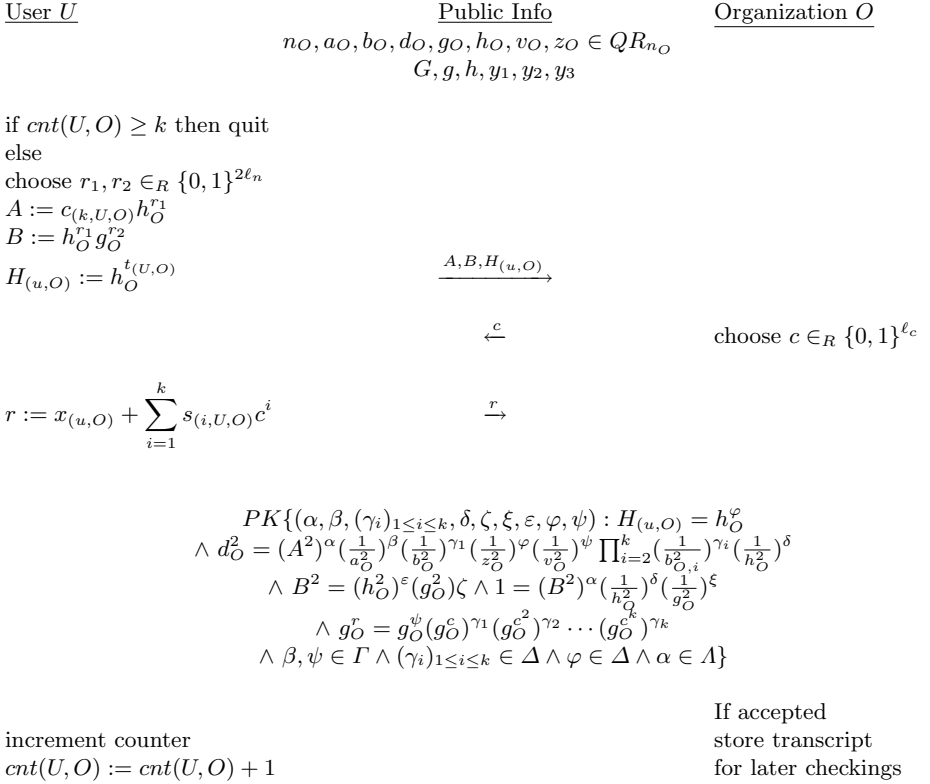 User U Public Info Organization O
n_O, a_O, b_O, d_O, g_O, h_O, v_O, z_O ∈ QR_{n_O}
G, g, h, y_1, y_2, y_3
if cnt(U, O) ≥ k then quit
else
choose r_1, r_2 ∈_R {0, 1}^{2ℓ_n}
A := c_{(k,U,O)} h_O^{r_1}
B := h_O^{r_1} g_O^{r_2}
H_{(u,O)} := h_O^{t_{(U,O)}} A,B,H_{(u,O)} →
← c choose c ∈_R {0, 1}^{ℓ_c}
r := x_{(u,O)} + ∑_{i=1}^{k} s_{(i,U,O)} c^i r →
PK{(α, β, (γ_i)_{1≤i≤k}, δ, ζ, ξ, ε, φ, ψ) : H_{(u,O)} = h_O^φ
∧ d_O^2 = (A^2)^α (1/a_O^2)^β (1/b_O^2)^{γ_1} (1/z_O^2)^φ (1/v_O^2)^ψ ∏_{i=2}^{k} (1/b_{O,i}^2)^{γ_i} (1/h_O^2)^δ
∧ B^2 = (h_O^2)^ε (g_O^2)ζ ∧ 1 = (B^2)^α (1/h_O^2)^δ (1/g_O^2)^ξ
∧ g_O^r = g_O^ψ (g_O^c)^{γ_1} (g_O^{c^2})^{γ_2} ⋯ (g_O^{c^k})^{γ_k}
∧ β, ψ ∈ Γ ∧ (γ_i)_{1≤i≤k} ∈ Δ ∧ φ ∈ Δ ∧ α ∈ Λ}
If accepted
increment counter store transcript
cnt(U, O) := cnt(U, O) + 1 for later checkings